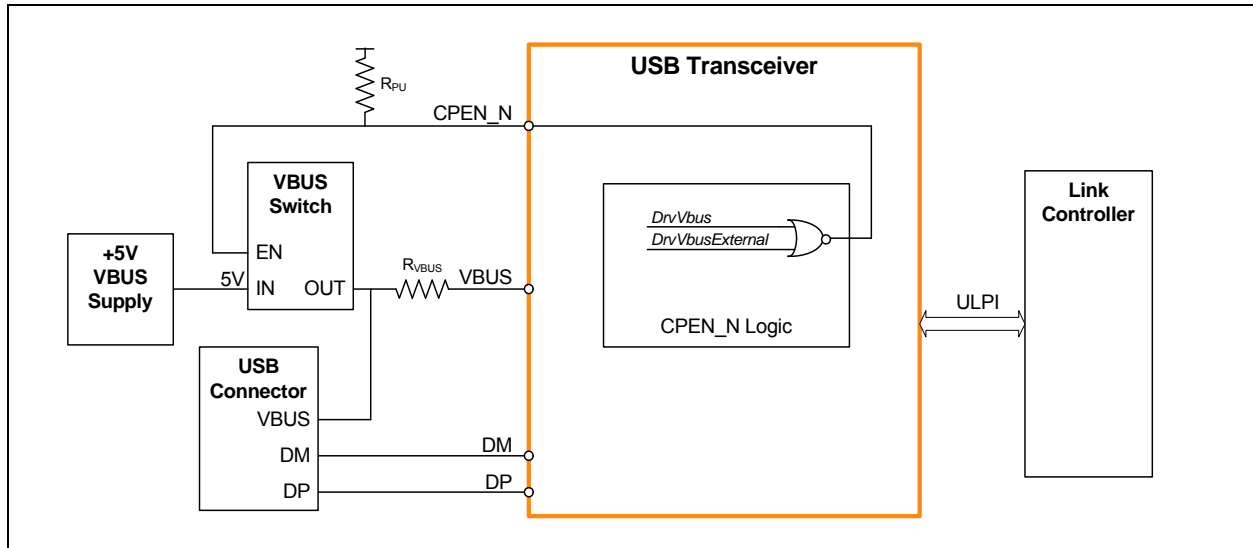 USB Transceiver
RPU
CPEN_N
VBUS
Switch
EN
IN
OUT
5V
+5V
VBUS
Supply
RVBUS
VBUS
DrvVbus
DrvVbusExternal
CPEN_N Logic
ULPI
Link
Controller
USB
Connector
VBUS
DM
DP
DM
DP